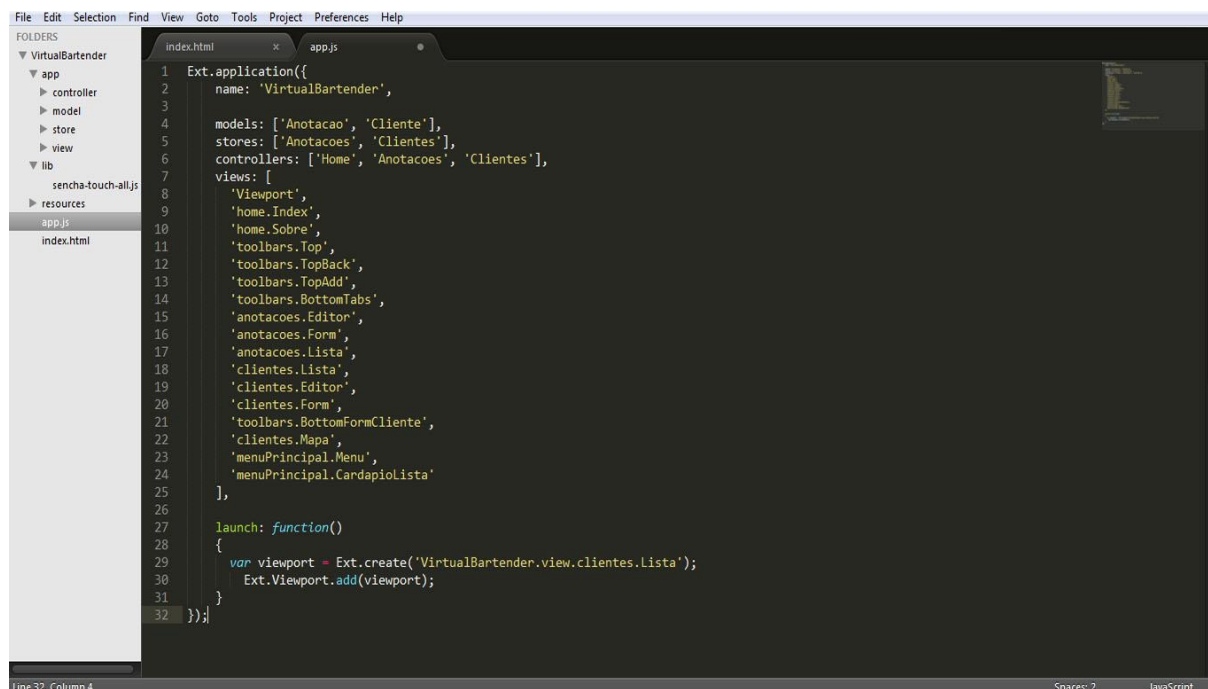 File Edit Selection Find View Goto Tools Project Preferences Help
FOLDERS
VirtualBartender
app
controller
model
store
view
lib
sencha-touch-all.js
resources
app.js
index.html
index.html x app.js
1 Ext.application({
2 name: 'VirtualBartender',
3
4 models: ['Anotacao', 'Cliente'],
5 stores: ['Anotacoes', 'Clientes'],
6 controllers: ['Home', 'Anotacoes', 'Clientes'],
7 views: [
8 'Viewport',
9 'home.Index',
10 'home.Sobre',
11 'toolbars.Top',
12 'toolbars.TopBack',
13 'toolbars.TopAdd',
14 'toolbars.BottomTabs',
15 'anotacoes.Editor',
16 'anotacoes.Form',
17 'anotacoes.Lista',
18 'clientes.Lista',
19 'clientes.Editor',
20 'clientes.Form',
21 'toolbars.BottomFormCliente',
22 'clientes.Mapa',
23 'menuPrincipal.Menu',
24 'menuPrincipal.CardapioLista'
25 ],
26
27 launch: function()
28 {
29 var viewport = Ext.create('VirtualBartender.view.clientes.Lista');
30 Ext.Viewport.add(viewport);
31 }
32 });
Line 32, Column 4 Spaces: 2 JavaScript